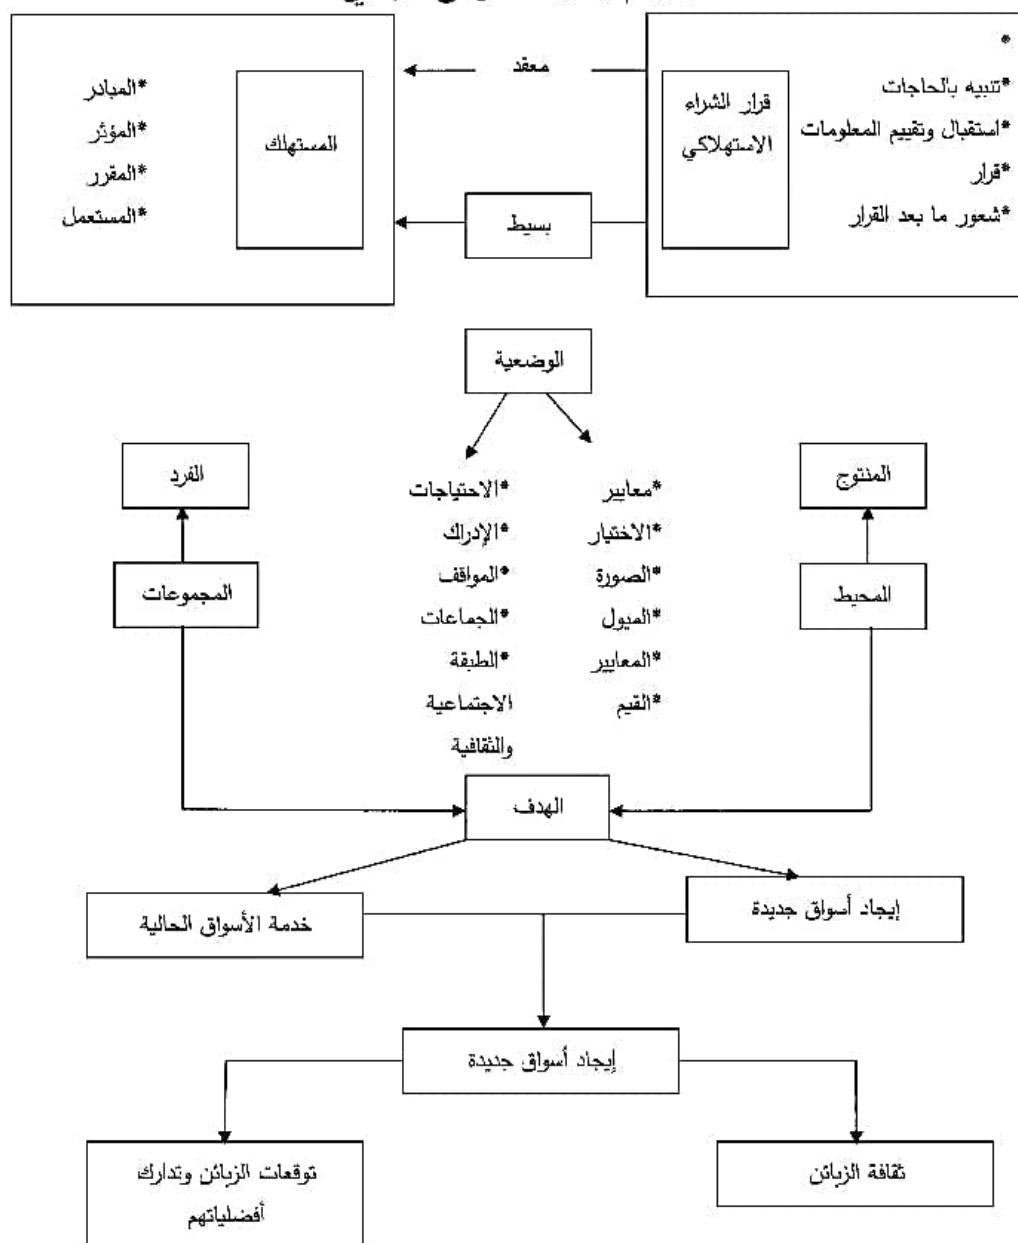 *
*تنبيه بالحاجات
*استقبال وتقييم المعلومات
*قرار
*شعور ما بعد القرار
قرار الشراء
الاستهلاكي
معقد
بسيط
المستهلك
*المبادر
*المؤثر
*المقرر
*المستعمل
الوضعية
المنتوج
المحيط
*معايير
*الاختيار
*الصورة
*الميول
*المعايير
*القيم
*الاحتياجات
*الإدراك
*المواقف
*الجماعات
*الطبقة
الاجتماعية
والثقافية
الفرد
المجموعات
الهدف
إيجاد أسواق جديدة
خدمة الأسواق الحالية
إيجاد أسواق جديدة
ثقافة الزبائن
توقعات الزبائن وتدارك
أفضلياتهم